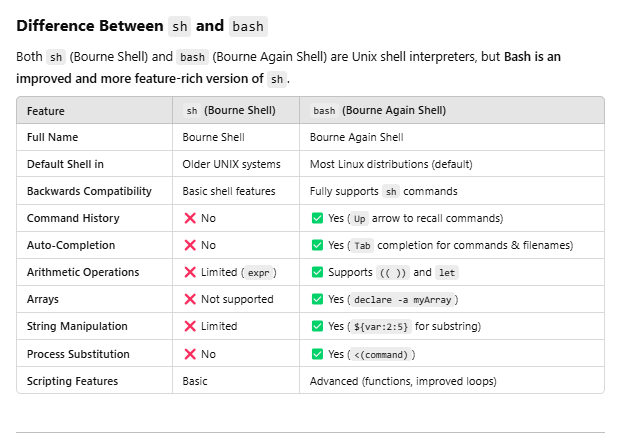 Difference Between sh and bash
Both sh (Bourne Shell) and bash (Bourne Again Shell) are Unix shell interpreters, but Bash is an
improved and more feature-rich version of sh.
Feature sh (Bourne Shell) bash (Bourne Again Shell)
Full Name Bourne Shell Bourne Again Shell
Default Shell in Older UNIX systems Most Linux distributions (default)
Backwards Compatibility Basic shell features Fully supports sh commands
Command History ❌ No ✅ Yes (Up arrow to recall commands)
Auto-Completion ❌ No ✅ Yes (Tab completion for commands & filenames)
Arithmetic Operations ❌ Limited (expr) ✅ Supports (( )) and let
Arrays ❌ Not supported ✅ Yes (declare -a myArray)
String Manipulation ❌ Limited ✅ Yes (${var:2:5} for substring)
Process Substitution ❌ No ✅ Yes (<(command))
Scripting Features Basic Advanced (functions, improved loops)